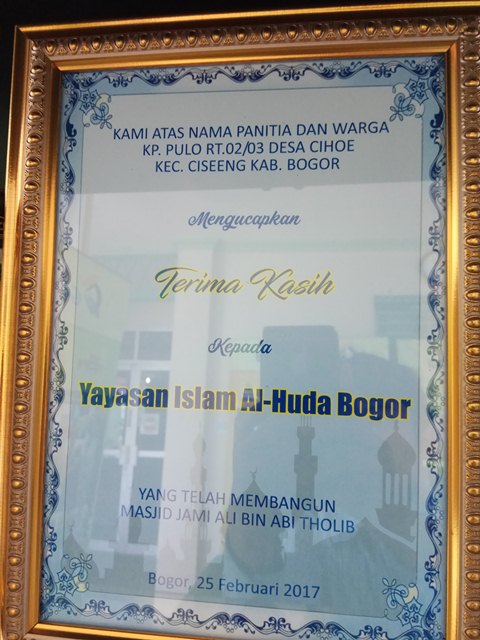 KAMI ATAS NAMA PANITIA DAN WARGA
KP. PULO RT.02/03 DESA CIHOE
KEC. CISEENG KAB. BOGOR
Mengucapkan
Terima Kasih
Kepada
Yayasan Islam Al-Huda Bogor
YANG TELAH MEMBANGUN
MASJID JAMI ALI BIN ABI THOLIB
Bogor, 25 Februari 2017